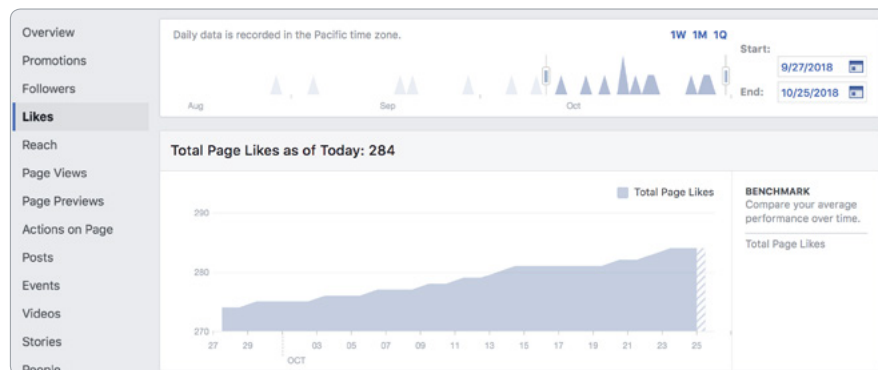 Overview
Promotions
Followers
Likes
Reach
Page Views
Page Previews
Actions on Page
Posts
Events
Videos
Stories
People
Daily data is recorded in the Pacific time zone.
1W 1M 1Q
Aug Sep Oct
Start:
9/27/2018
End: 10/25/2018
Total Page Likes as of Today: 284
Total Page Likes
290
280
270
27 29 03 05 07 09 11 13 15 17 19 21 23 25
OCT
BENCHMARK
Compare your average
performance over time.
Total Page Likes